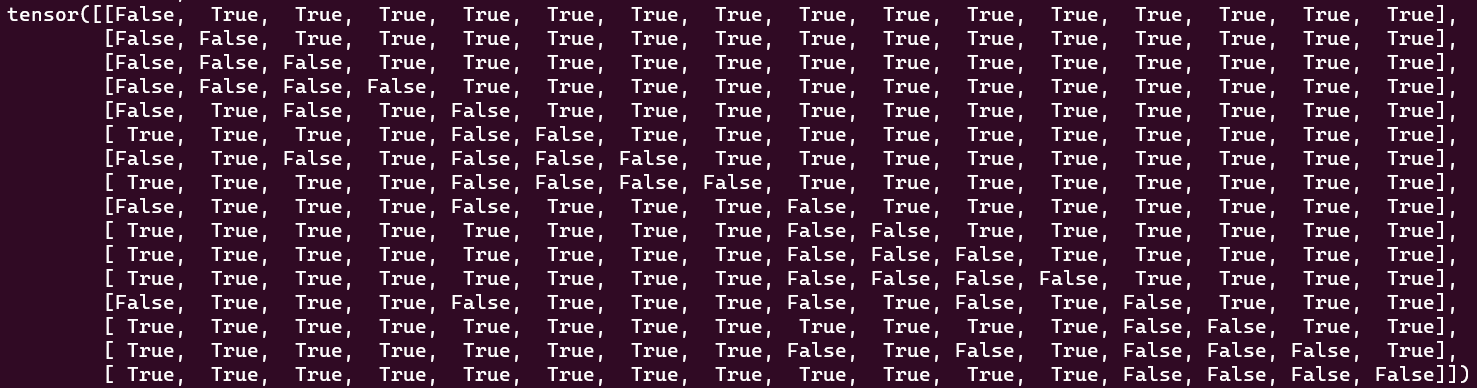 tensor([[False,  True,  True,  True,  True,  True,  True,  True,  True,  True,  True,  True,  True,  True,  True,  True],
        [False, False,  True,  True,  True,  True,  True,  True,  True,  True,  True,  True,  True,  True,  True,  True],
        [False, False, False,  True,  True,  True,  True,  True,  True,  True,  True,  True,  True,  True,  True,  True],
        [False, False, False, False,  True,  True,  True,  True,  True,  True,  True,  True,  True,  True,  True,  True],
        [False,  True, False,  True, False,  True,  True,  True,  True,  True,  True,  True,  True,  True,  True,  True],
        [ True,  True,  True,  True, False, False,  True,  True,  True,  True,  True,  True,  True,  True,  True,  True],
        [False,  True, False,  True, False, False, False,  True,  True,  True,  True,  True,  True,  True,  True,  True],
        [ True,  True,  True,  True, False, False, False, False,  True,  True,  True,  True,  True,  True,  True,  True],
        [False,  True,  True,  True, False,  True,  True,  True, False,  True,  True,  True,  True,  True,  True,  True],
        [ True,  True,  True,  True,  True,  True,  True,  True, False, False,  True,  True,  True,  True,  True,  True],
        [ True,  True,  True,  True,  True,  True,  True,  True, False, False, False,  True,  True,  True,  True,  True],
        [ True,  True,  True,  True,  True,  True,  True,  True, False, False, False, False,  True,  True,  True,  True],
        [False,  True,  True,  True, False,  True,  True,  True, False,  True, False,  True, False,  True,  True,  True],
        [ True,  True,  True,  True,  True,  True,  True,  True,  True,  True,  True,  True, False, False,  True,  True],
        [ True,  True,  True,  True,  True,  True,  True,  True, False,  True, False,  True, False, False, False,  True],
        [ True,  True,  True,  True,  True,  True,  True,  True,  True,  True,  True,  True, False, False, False, False]])